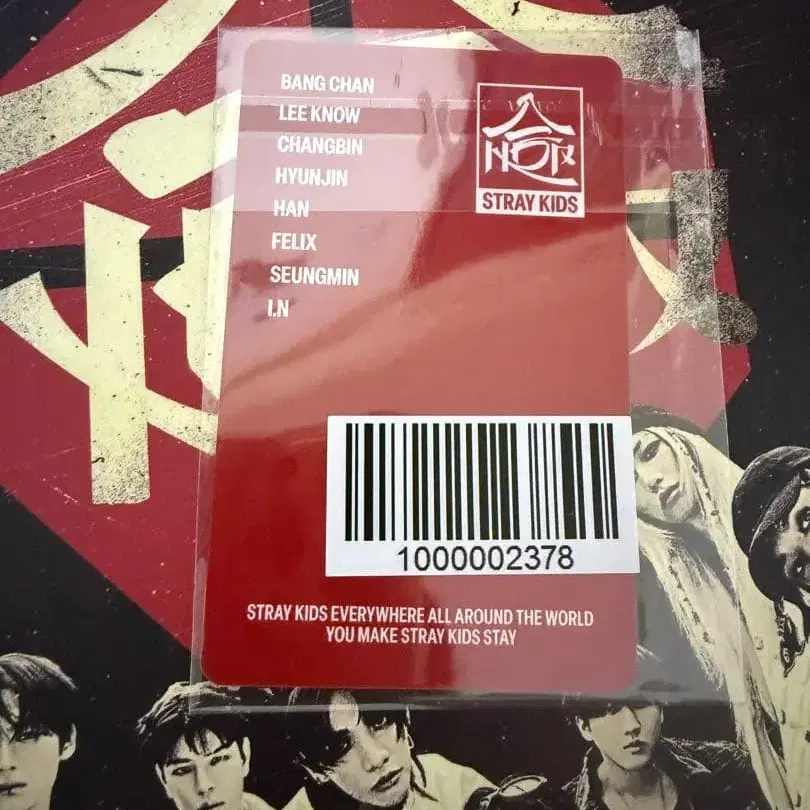 BANG CHAN
LEE KNOW
CHANGBIN
HYUNJIN
HAN
FELIX
SEUNGMIN
I.N
STRAY KIDS
1000002378
STRAY KIDS EVERYWHERE ALL AROUND THE WORLD
YOU MAKE STRAY KIDS STAY